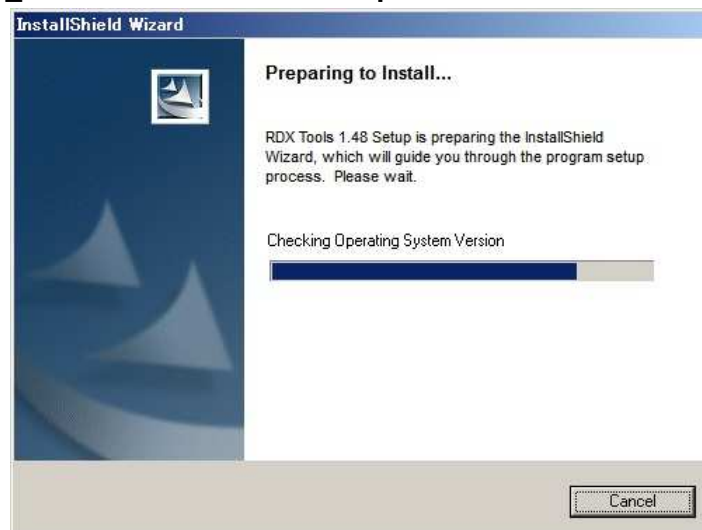 InstallShield Wizard
Preparing to Install...
RDX Tools 1.48 Setup is preparing the InstallShield
Wizard, which will guide you through the program setup
process. Please wait.
Checking Operating System Version
Cancel